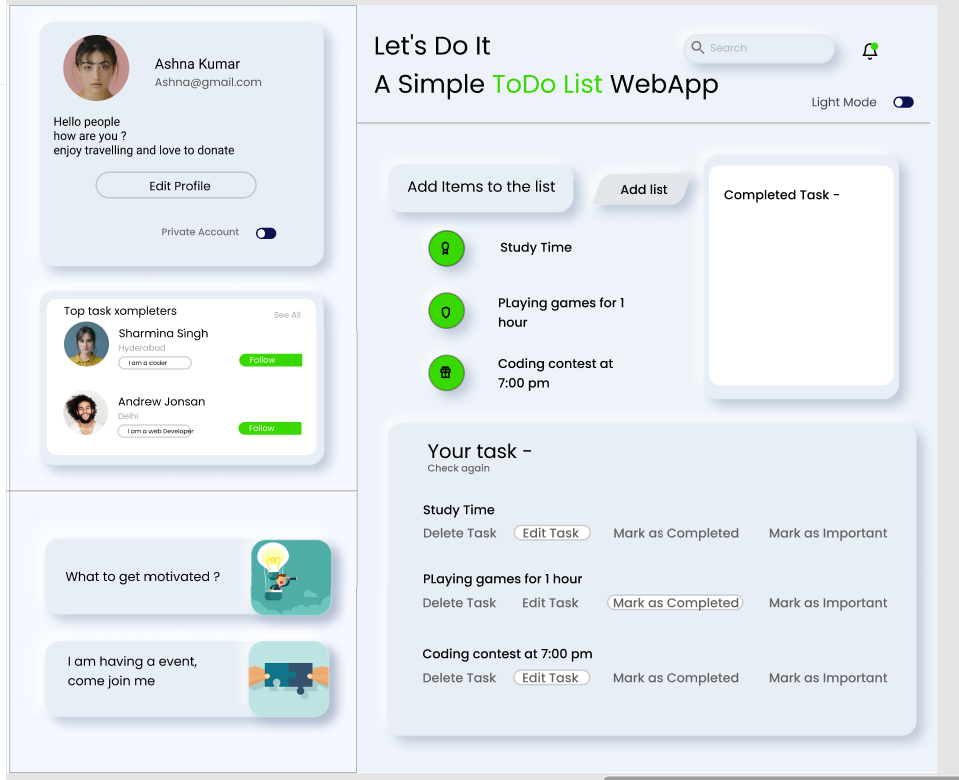 Ashna Kumar
Ashna@gmail.com
Hello people
how are you ?
enjoy travelling and love to donate
Edit Profile
Private Account
Top task xompleters
See All
Sharmina Singh
Hyderabad
I am a coder
Follow
Andrew Jonsan
Delhi
I am a web Developer
Follow
What to get motivated ?
I am having a event,
come join me
Let's Do It
A Simple ToDo List WebApp
Search
Light Mode
Add Items to the list
Add list
Study Time
PLaying games for 1
hour
Coding contest at
7:00 pm
Completed Task -
Your task -
Check again
Study Time
Delete Task Edit Task Mark as Completed Mark as Important
PLaying games for 1 hour
Delete Task Edit Task Mark as Completed Mark as Important
Coding contest at 7:00 pm
Delete Task Edit Task Mark as Completed Mark as Important